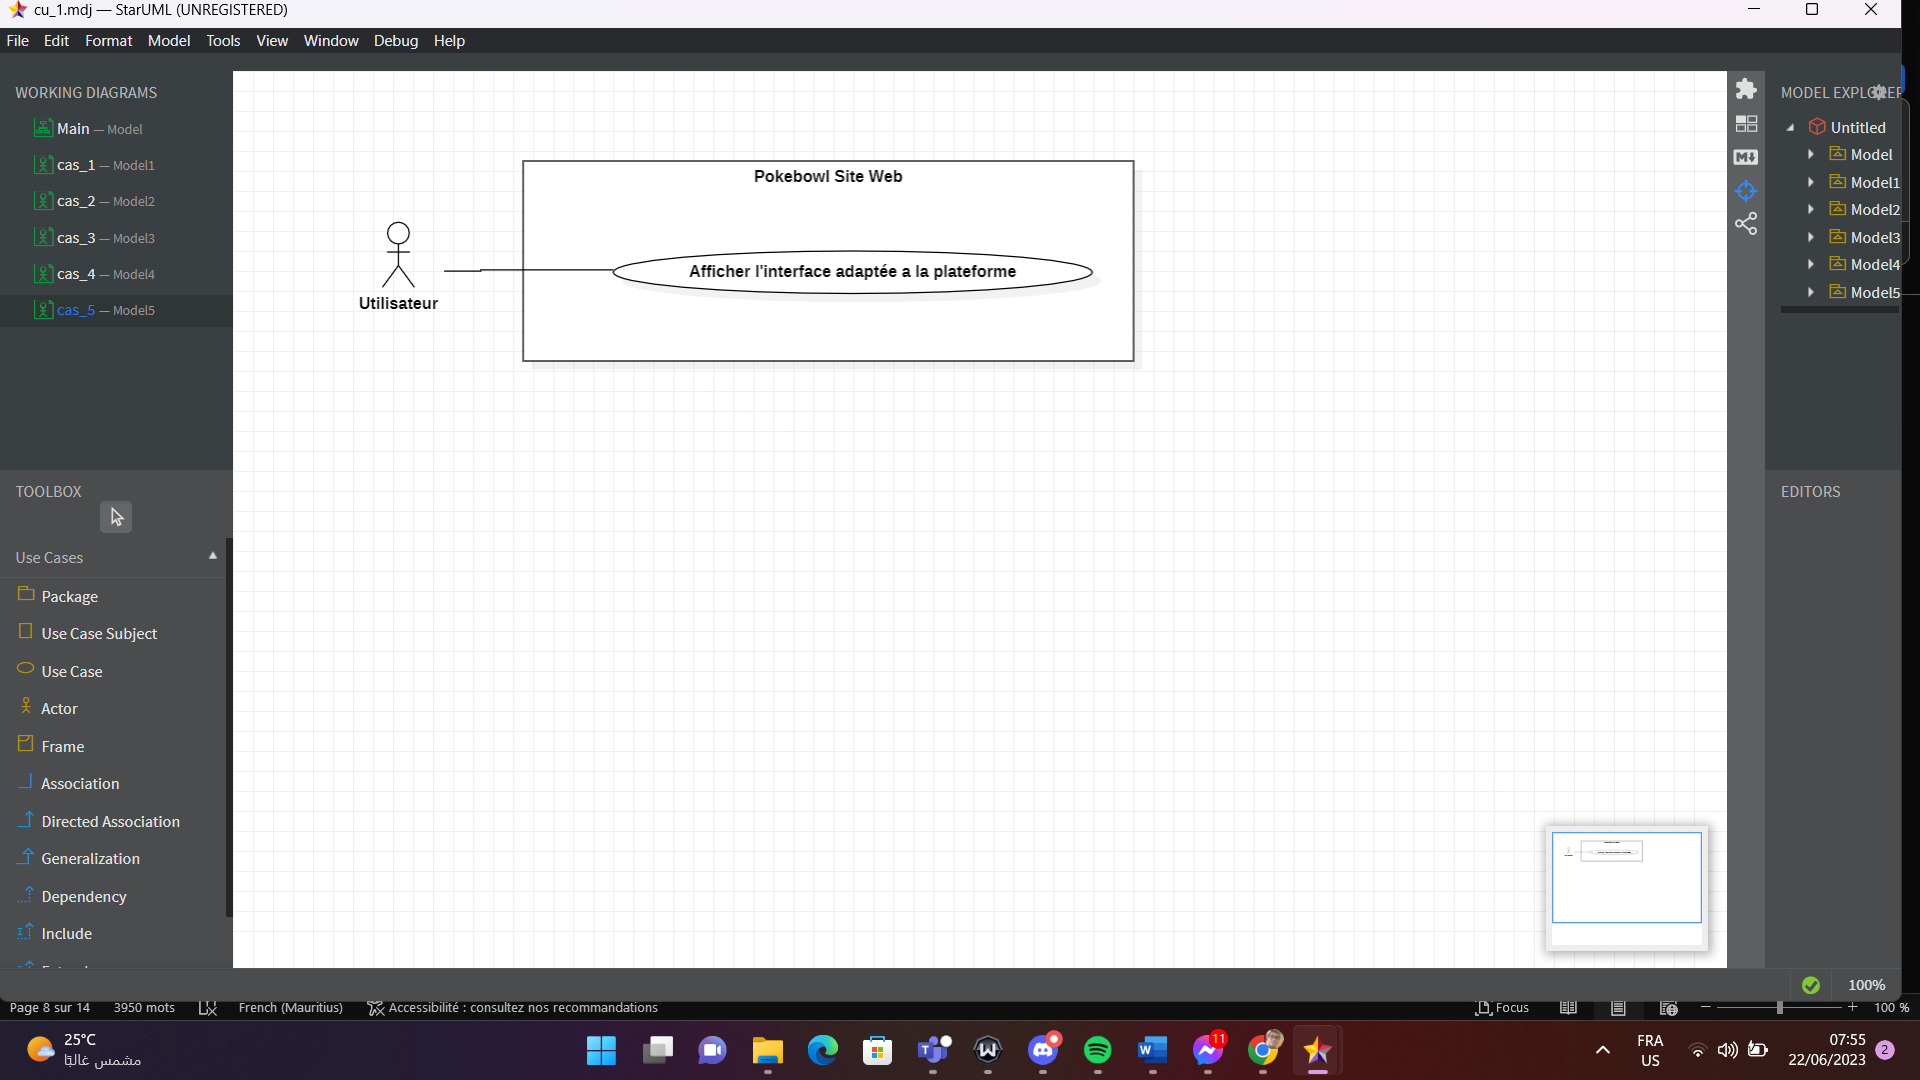 cu_1.mdj — StarUML (UNREGISTERED)
File Edit Format Model Tools View Window Debug Help
WORKING DIAGRAMS
Main — Model
cas_1 — Model1
cas_2 — Model2
cas_3 — Model3
cas_4 — Model4
cas_5 — Model5
TOOLBOX
Use Cases
Package
Use Case Subject
Use Case
Actor
Frame
Association
Directed Association
Generalization
Dependency
Include
Pokebowl Site Web
Afficher l'interface adaptée a la plateforme
Utilisateur
MODEL EXPLORER
Untitled
Model
Model1
Model2
Model3
Model4
Model5
EDITORS
100%
Page 8 sur 14 3950 mots French (Mauritius) Accessibilité : consultez nos recommandations Focus 100 %
25°C
مشمس غالبًا
11
FRA
US
07:55
22/06/2023
2